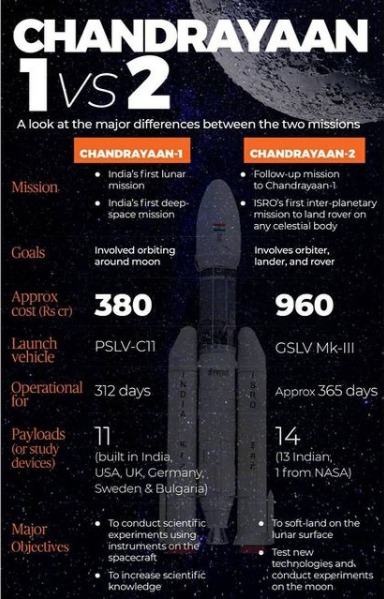 CHANDRAYAAN
1 VS 2
A look at the major differences between the two missions
CHANDRAYAAN-1
CHANDRAYAAN-2
Mission
• India's first lunar
mission
• India's first deep-
space mission
• Follow-up mission
to Chandrayaan-1
• ISRO's first inter-planetary
mission to land rover on
any celestial body
Goals
Involved orbiting
around moon
Involves orbiter,
lander, and rover
Approx
cost (Rs cr)
380
960
Launch
vehicle
PSLV-C11
GSLV Mk-III
Operational
for
312 days
Approx 365 days
Payloads
(or study
devices)
11
(built in India,
USA, UK, Germany,
Sweden & Bulgaria)
14
(13 Indian,
1 from NASA)
Major
Objectives
• To conduct scientific
experiments using
instruments on the
spacecraft
• To increase scientific
knowledge
• To soft-land on the
lunar surface
• Test new
technologies and
conduct experiments
on the moon
INDIA
ISRO